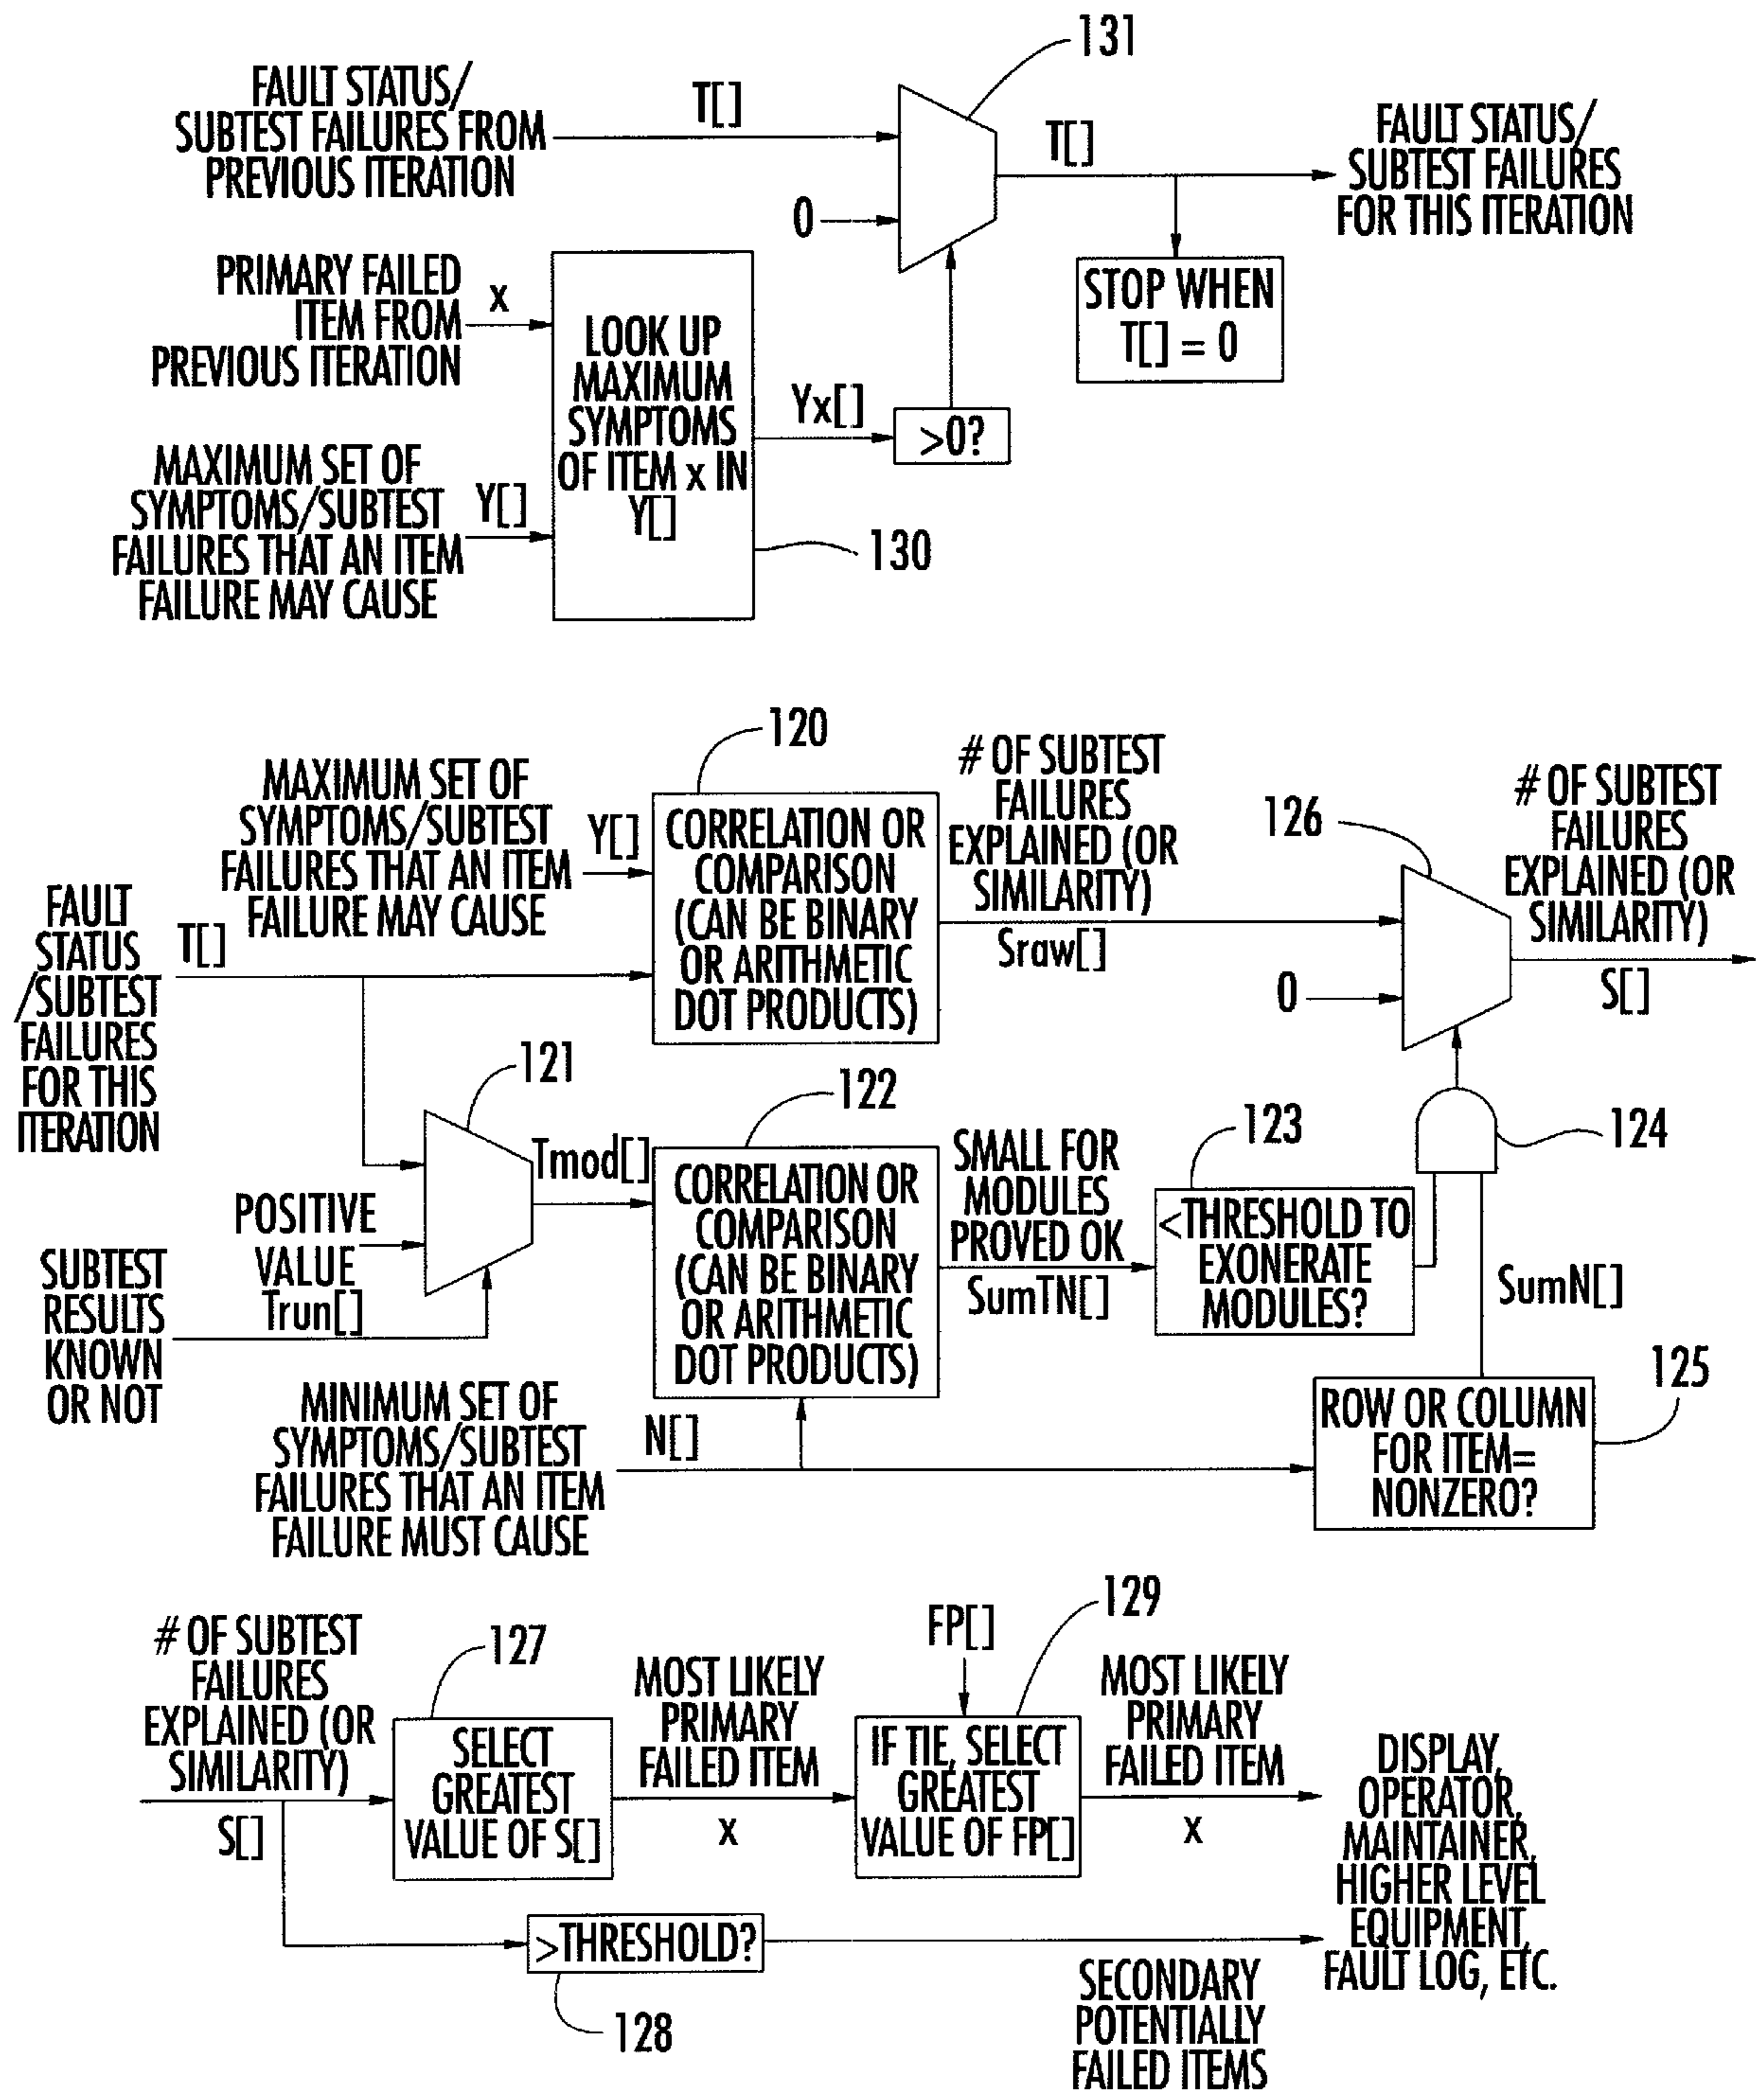 131
FAULT STATUS/
SUBTEST FAILURES FROM
PREVIOUS ITERATION
T[]
T[]
FAULT STATUS/
SUBTEST FAILURES
FOR THIS ITERATION
0
STOP WHEN
T[] = 0
PRIMARY FAILED
ITEM FROM
PREVIOUS ITERATION
x
LOOK UP
MAXIMUM
SYMPTOMS
OF ITEM x IN
Y[]
Yx[]
>0?
MAXIMUM SET OF
SYMPTOMS/SUBTEST
FAILURES THAT AN ITEM
FAILURE MAY CAUSE
Y[]
130
120
MAXIMUM SET OF
SYMPTOMS/SUBTEST
FAILURES THAT AN ITEM
FAILURE MAY CAUSE
Y[]
CORRELATION OR
COMPARISON
(CAN BE BINARY
OR ARITHMETIC
DOT PRODUCTS)
# OF SUBTEST
FAILURES
EXPLAINED (OR
SIMILARITY)
Sraw[]
126
# OF SUBTEST
FAILURES
EXPLAINED (OR
SIMILARITY)
S[]
0
FAULT
STATUS
/SUBTEST
FAILURES
FOR THIS
ITERATION
T[]
121
Tmod[]
POSITIVE
VALUE
Trun[]
SUBTEST
RESULTS
KNOWN
OR NOT
122
CORRELATION OR
COMPARISON
(CAN BE BINARY
OR ARITHMETIC
DOT PRODUCTS)
SMALL FOR
MODULES
PROVED OK
SumTN[]
123
<THRESHOLD TO
EXONERATE
MODULES?
124
SumN[]
125
ROW OR COLUMN
FOR ITEM=
NONZERO?
MINIMUM SET OF
SYMPTOMS/SUBTEST
FAILURES THAT AN ITEM
FAILURE MUST CAUSE
N[]
# OF SUBTEST
FAILURES
EXPLAINED (OR
SIMILARITY)
S[]
127
SELECT
GREATEST
VALUE OF S[]
MOST LIKELY
PRIMARY
FAILED ITEM
x
FP[]
129
IF TIE, SELECT
GREATEST
VALUE OF FP[]
MOST LIKELY
PRIMARY
FAILED ITEM
x
DISPLAY,
OPERATOR,
MAINTAINER,
HIGHER LEVEL
EQUIPMENT,
FAULT LOG, ETC.
>THRESHOLD?
128
SECONDARY
POTENTIALLY
FAILED ITEMS